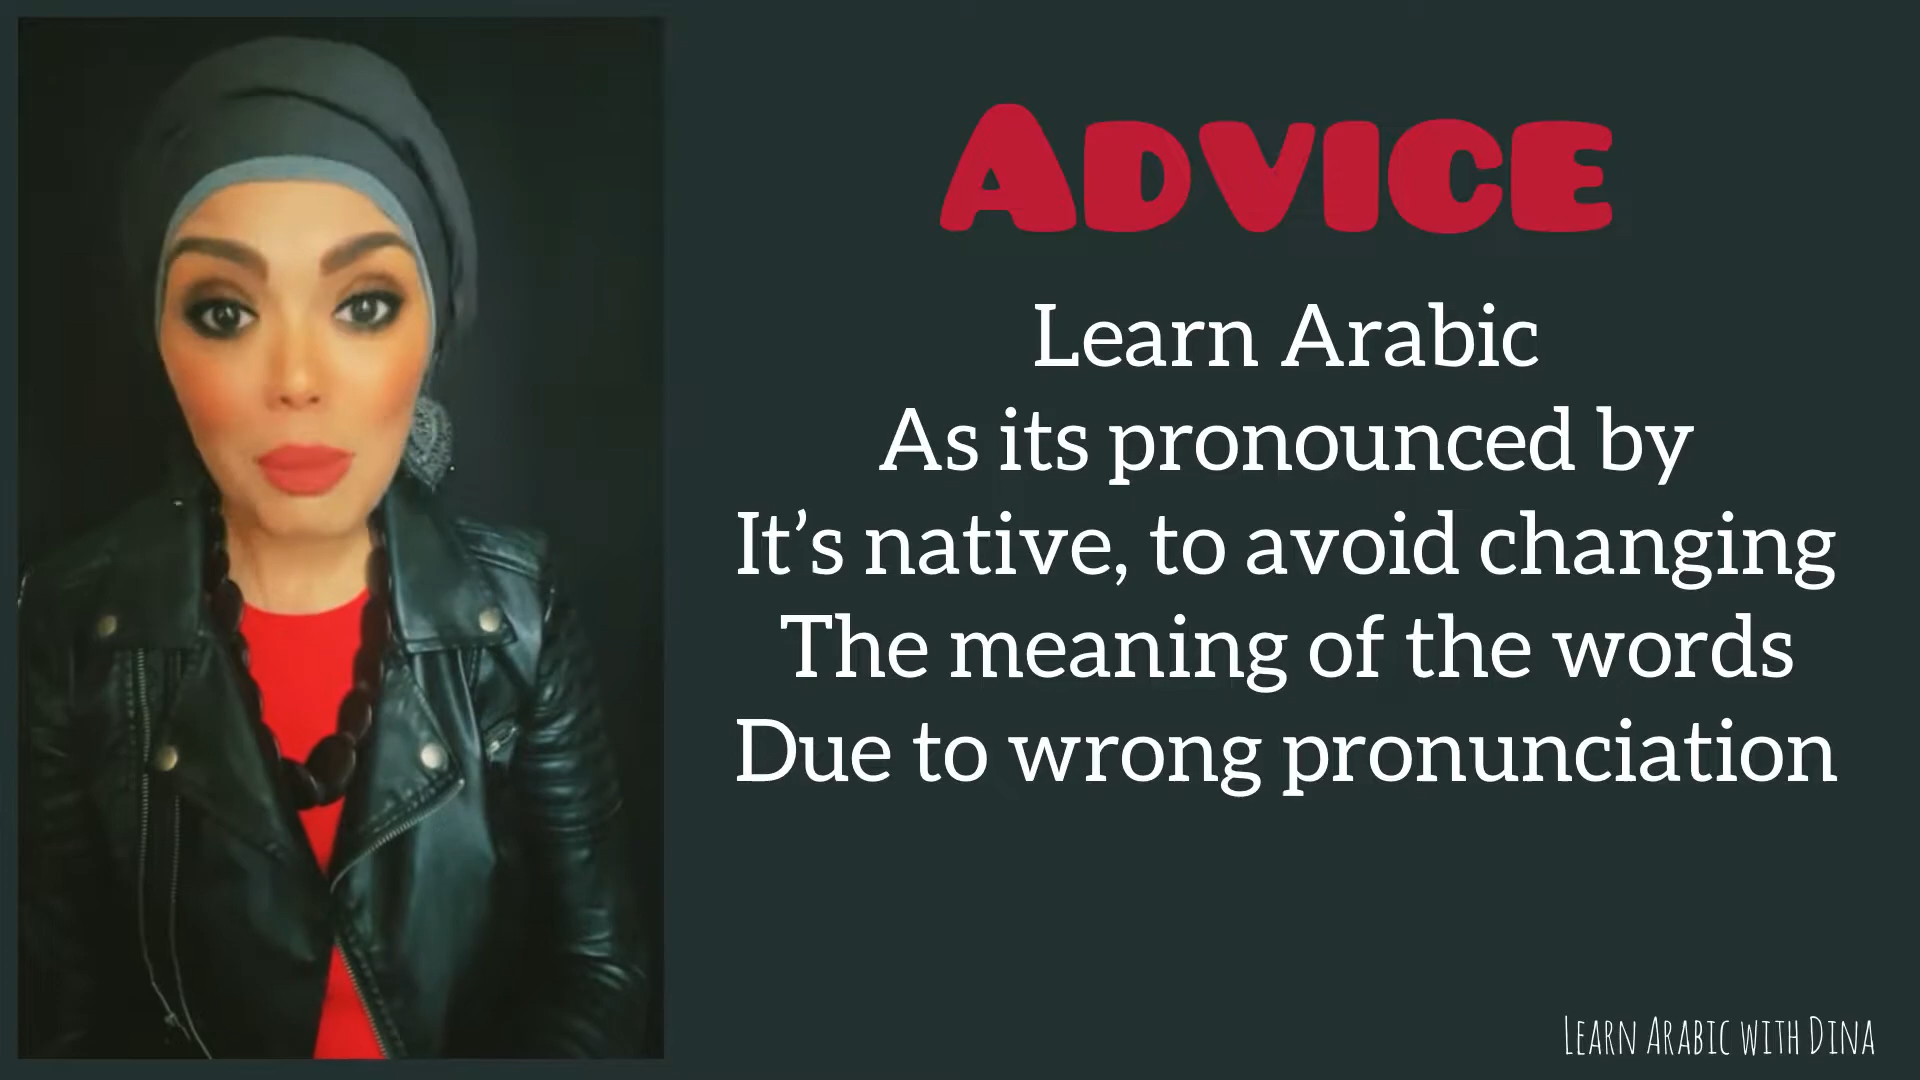 ADVICE
Learn Arabic
As its pronounced by
It's native, to avoid changing
The meaning of the words
Due to wrong pronunciation
LEARN ARABIC WITH DINA